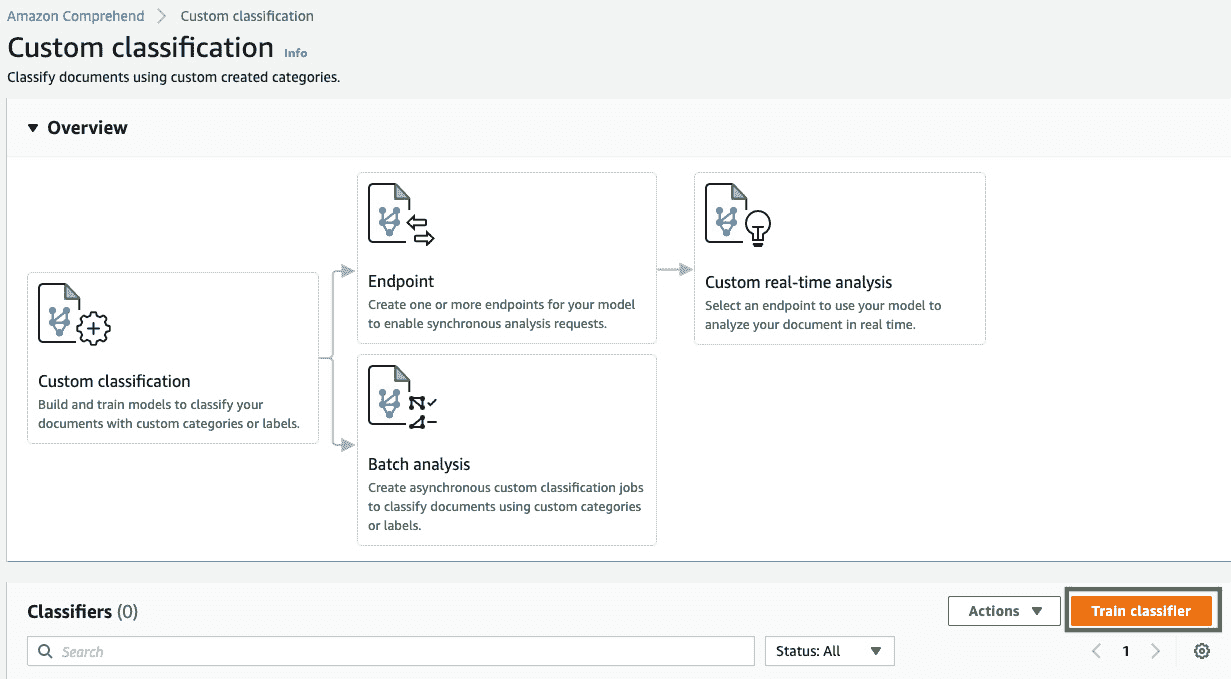 Amazon Comprehend > Custom classification
Custom classification Info
Classify documents using custom created categories.
Overview
Custom classification
Build and train models to classify your
documents with custom categories or labels.
Endpoint
Create one or more endpoints for your model
to enable synchronous analysis requests.
Custom real-time analysis
Select an endpoint to use your model to
analyze your document in real time.
Batch analysis
Create asynchronous custom classification jobs
to classify documents using custom categories
or labels.
Classifiers (0)
Actions
Train classifier
Search
Status: All
1